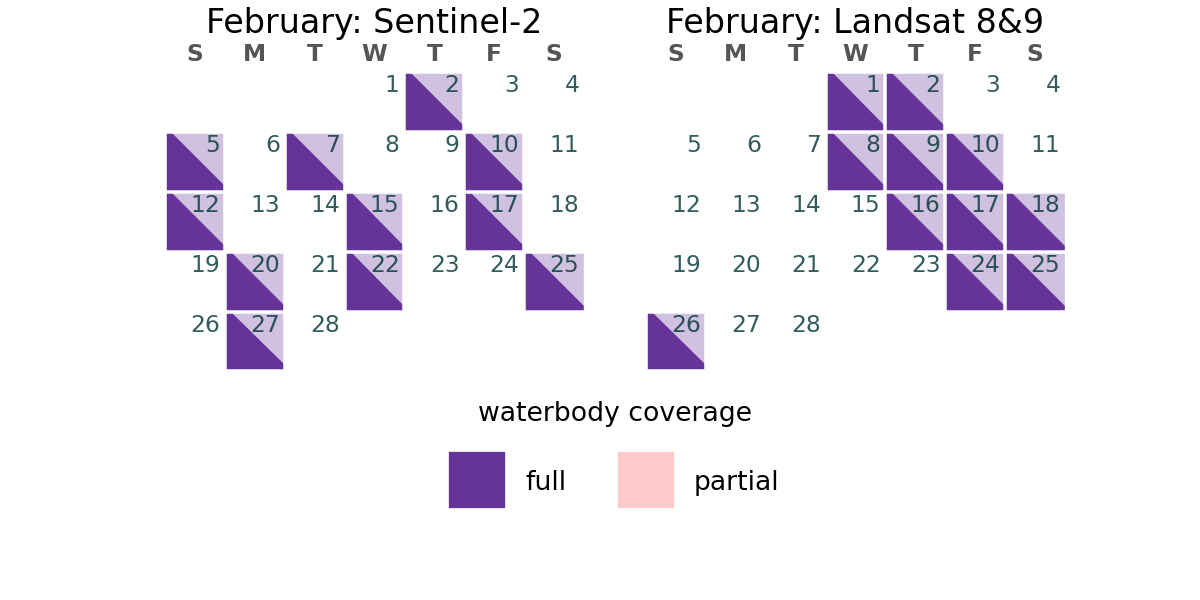 February: Sentinel-2
S M T W T F S
1 2 3 4
5 6 7 8 9 10 11
12 13 14 15 16 17 18
19 20 21 22 23 24 25
26 27 28
February: Landsat 8&9
S M T W T F S
1 2 3 4
5 6 7 8 9 10 11
12 13 14 15 16 17 18
19 20 21 22 23 24 25
26 27 28
waterbody coverage
full partial